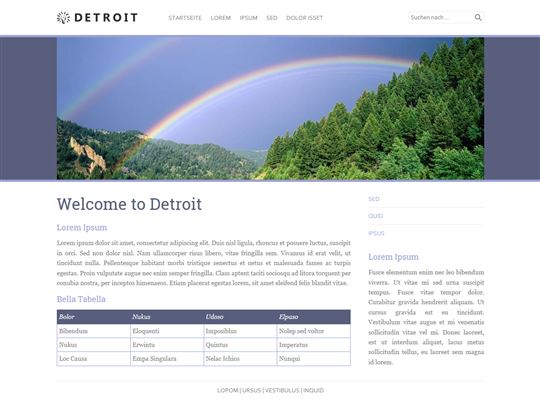 DETROIT
STARTSEITE LOREM IPSUM SED DOLOR ISSET
Suchen nach ...
Welcome to Detroit
Lorem Ipsum
Lorem ipsum dolor sit amet, consectetur adipiscing elit. Duis nisl ligula, rhoncus et posuere luctus, suscipit
in orci. Sed non dolor nisl. Nam ullamcorper risus libero, vitae fringilla sem. Vivamus id erat velit, ut
tincidunt nulla. Pellentesque habitant morbi tristique senectus et netus et malesuada fames ac turpis
egestas. Proin vulputate augue nec enim semper fringilla. Class aptent taciti sociosqu ad litora torquent per
conubia nostra, per inceptos himenaeos. Etiam placerat egestas lorem, sit amet eleifend felis blandit vitae.
Bella Tabella
Bolor Nukus Udoso Elpaso
Bibendum Eloquenti Imposiblus Nolep sed voltor
Nukus Erwintu Quintus Imperatus
Loc Causa Empa Singulara Nelac Ichios Nunqui
SED
QUID
IPSUS
Lorem Ipsum
Fusce elementum enim nec leo bibendum
viverra. Ut vitae mi sed urna suscipit
tempus. Fusce vitae tempor dolor.
Curabitur gravida hendrerit aliquam. Ut
cursus gravida est eu tincidunt.
Vestibulum vitae augue et mi venenatis
sollicitudin vitae vel mi. Donec laoreet,
est ut interdum aliquet, lacus metus
sollicitudin tellus, eu laoreet sem magna
id lorem.
LOPOM | URSUS | VESTIBULUS | INQUID